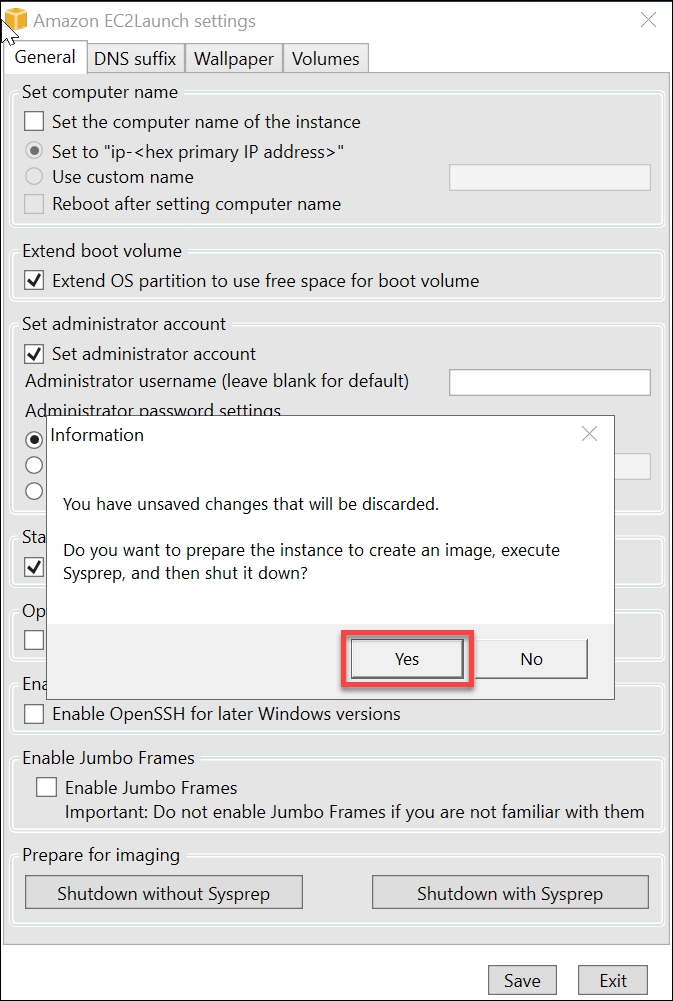 Amazon EC2Launch settings
General
DNS suffix
Wallpaper
Volumes
Set computer name
Set the computer name of the instance
Set to "ip-<hex primary IP address>"
Use custom name
Reboot after setting computer name
Extend boot volume
Extend OS partition to use free space for boot volume
Set administrator account
Set administrator account
Administrator username (leave blank for default)
Administrator password settings
Information
You have unsaved changes that will be discarded.
Do you want to prepare the instance to create an image, execute
Sysprep, and then shut it down?
Yes
No
Sta
Op
Ena
Enable OpenSSH for later Windows versions
Enable Jumbo Frames
Enable Jumbo Frames
Important: Do not enable Jumbo Frames if you are not familiar with them
Prepare for imaging
Shutdown without Sysprep
Shutdown with Sysprep
Save
Exit